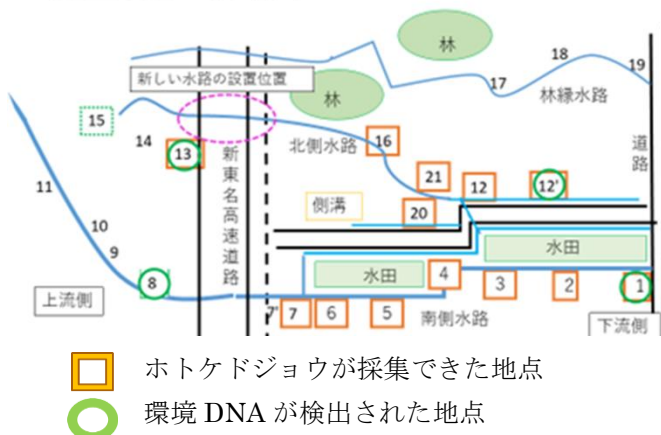 林
18
19
新しい水路の設置位置
17
林縁水路
林
15
14
13
北側水路
16
道路
新東名高速道路
21
12
12'
11
側溝
20
10
9
水田
8
水田
4
3
2
1
上流側
7'
7
6
5
南側水路
下流側
ホトケドジョウが採集できた地点
環境 DNA が検出された地点